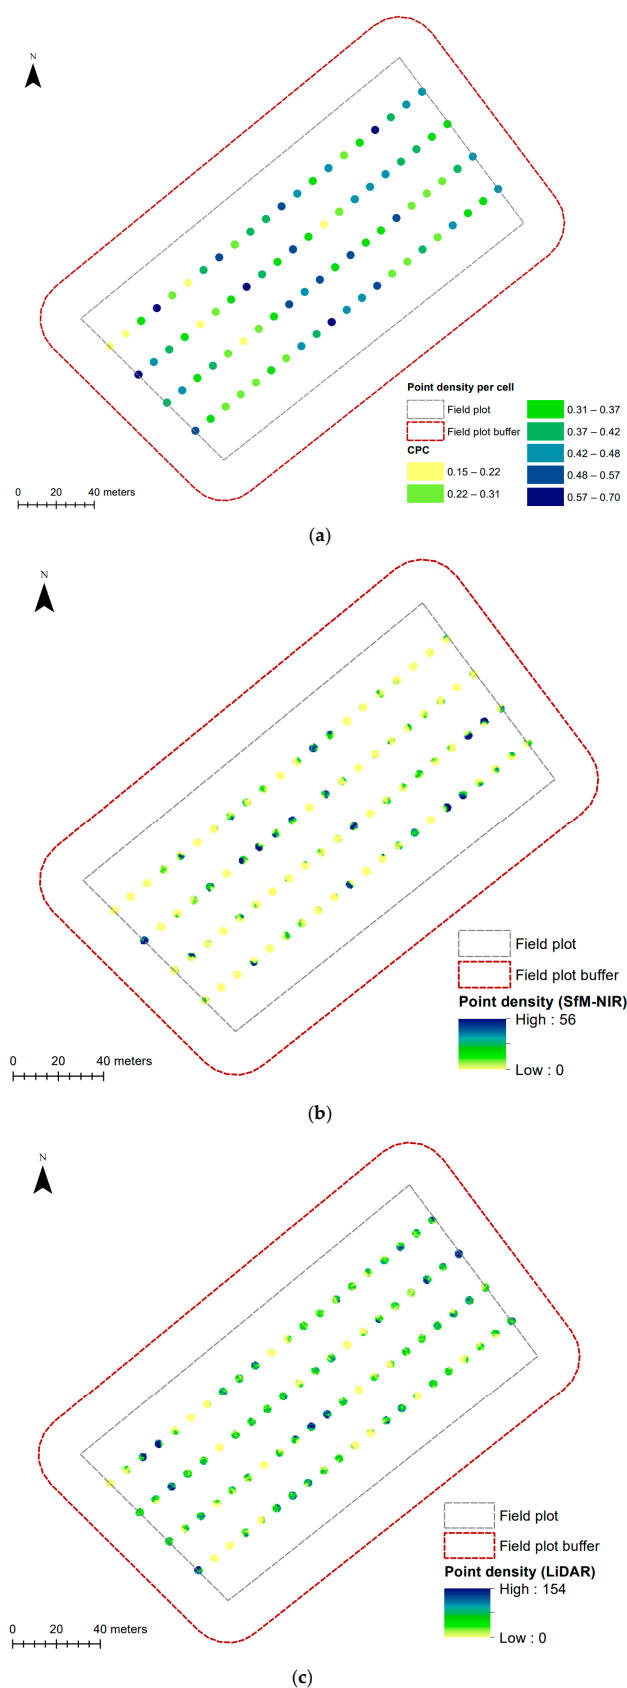 N
Point density per cell
Field plot
Field plot buffer
CPC
0.15 – 0.22
0.22 – 0.31
0.31 – 0.37
0.37 – 0.42
0.42 – 0.48
0.48 – 0.57
0.57 – 0.70
0 20 40 meters
(a)
N
Field plot
Field plot buffer
Point density (SfM-NIR)
High : 56
Low : 0
0 20 40 meters
(b)
N
Field plot
Field plot buffer
Point density (LiDAR)
High : 154
Low : 0
0 20 40 meters
(c)